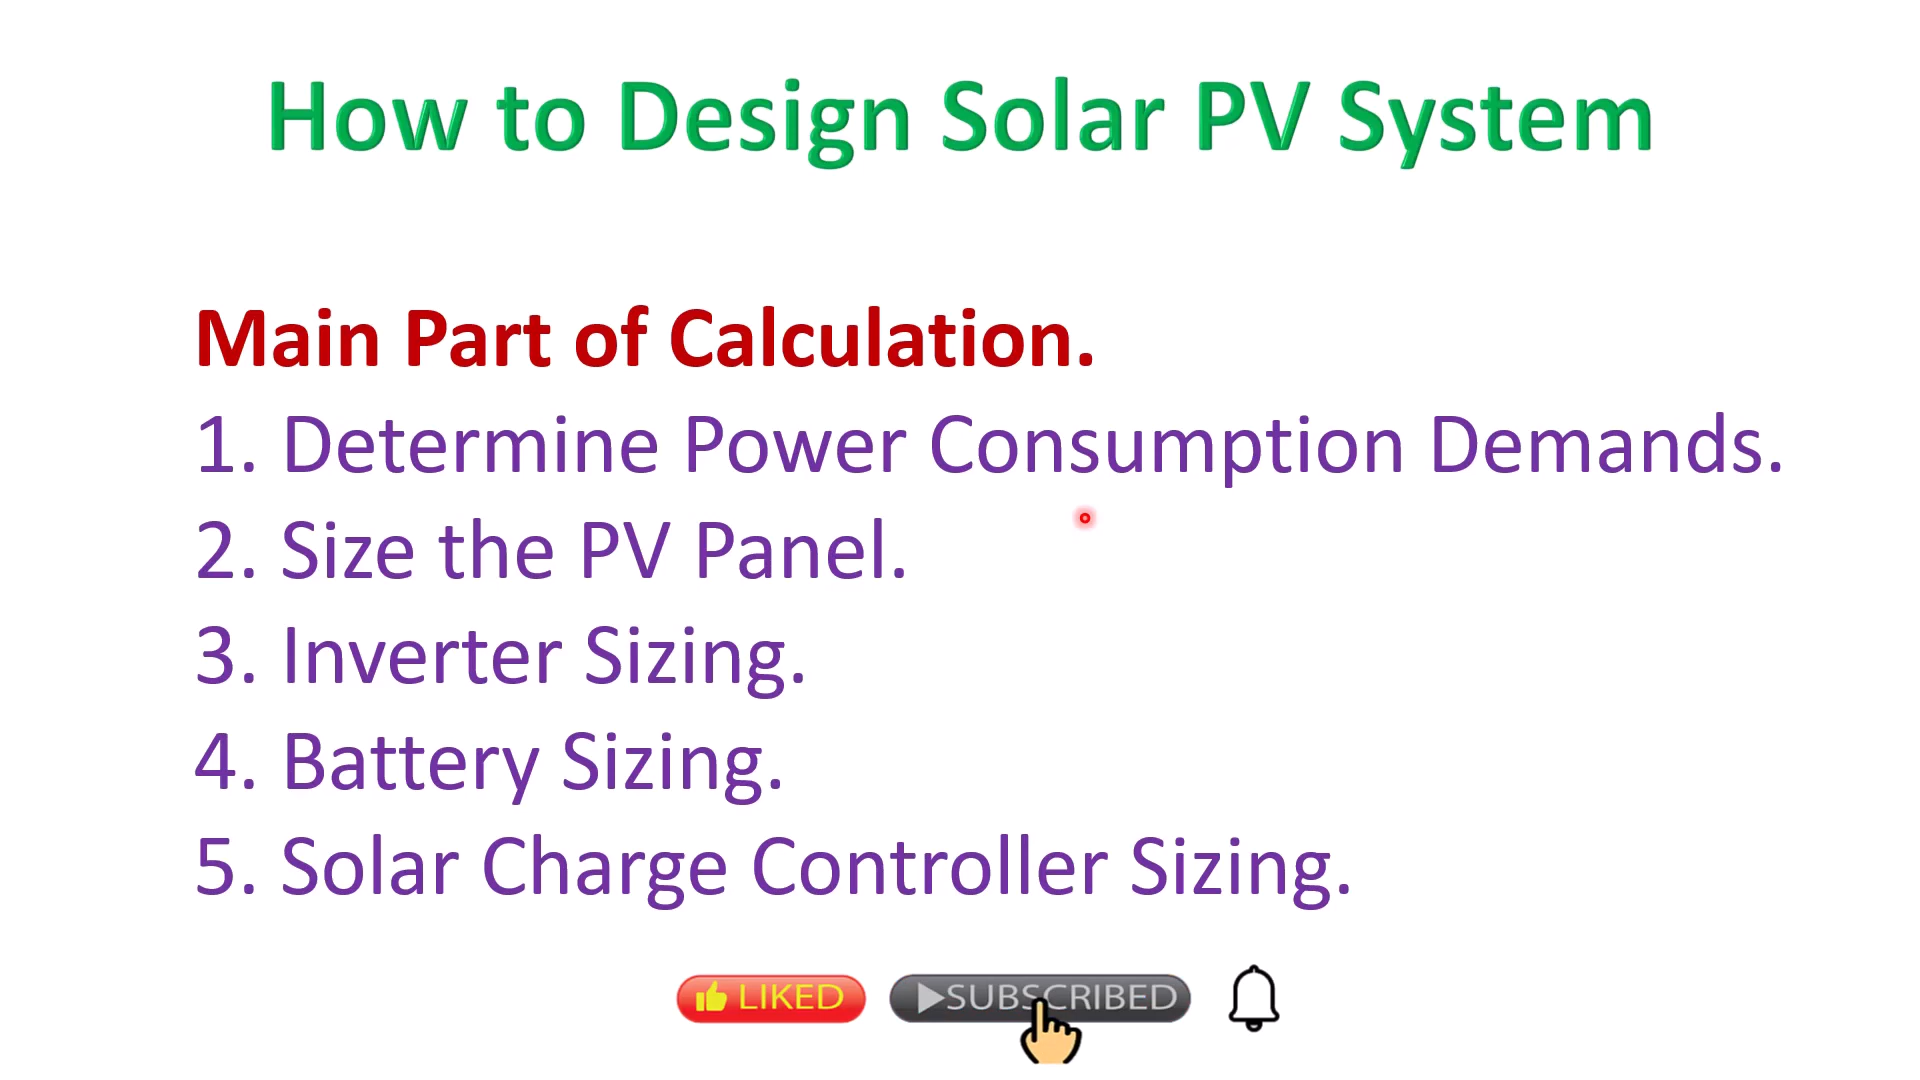 How to Design Solar PV System
Main Part of Calculation.
1. Determine Power Consumption Demands.
2. Size the PV Panel.
3. Inverter Sizing.
4. Battery Sizing.
5. Solar Charge Controller Sizing.
LIKED SUBSCRIBED